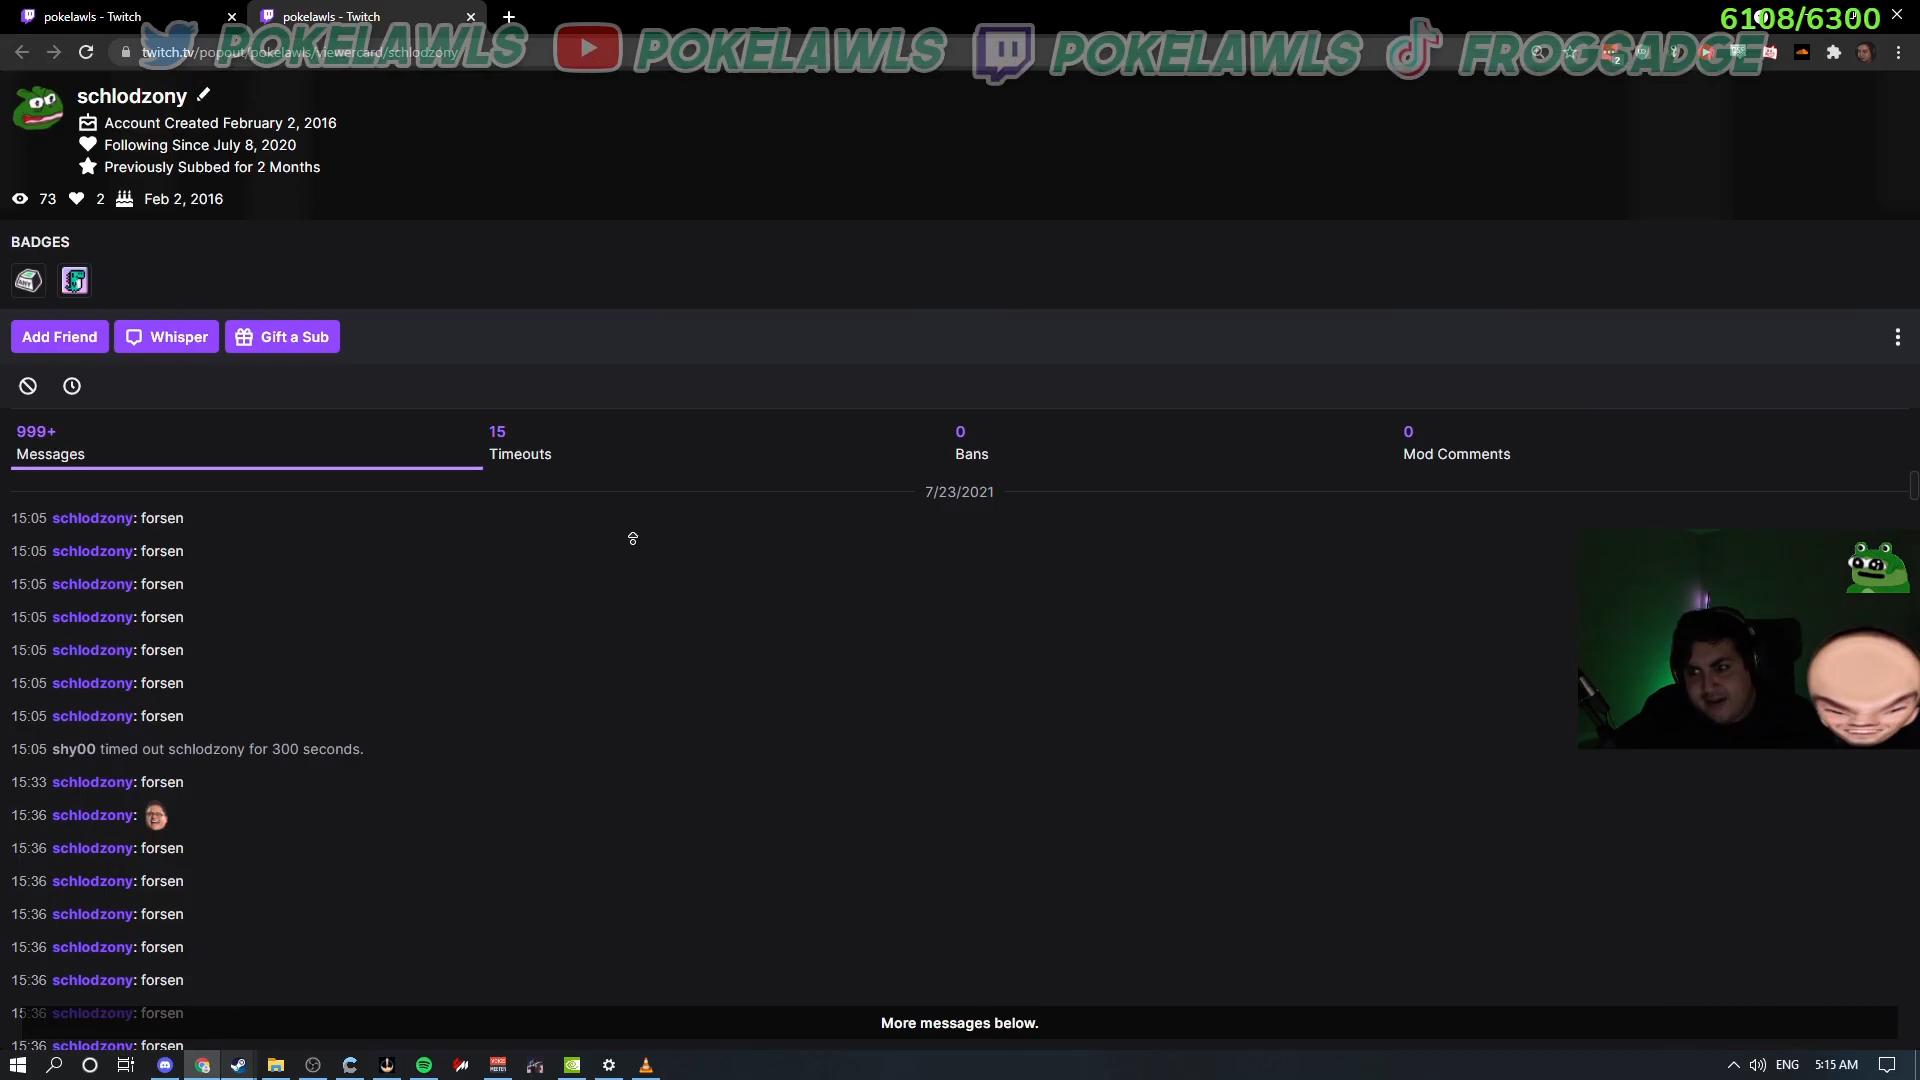 pokelawls - Twitch
pokelawls - Twitch
6108/6300
twitch.tv/popout/pokelawls/viewercard/schlodzony
POKELAWLS
POKELAWLS
POKELAWLS
FROGSADGE
schlodzony
Account Created February 2, 2016
Following Since July 8, 2020
Previously Subbed for 2 Months
73
2
Feb 2, 2016
BADGES
Add Friend
Whisper
Gift a Sub
999+
15
0
0
Messages
Timeouts
Bans
Mod Comments
7/23/2021
15:05 schlodzony: forsen
15:05 schlodzony: forsen
15:05 schlodzony: forsen
15:05 schlodzony: forsen
15:05 schlodzony: forsen
15:05 schlodzony: forsen
15:05 schlodzony: forsen
15:05 shy00 timed out schlodzony for 300 seconds.
15:33 schlodzony: forsen
15:36 schlodzony:
15:36 schlodzony: forsen
15:36 schlodzony: forsen
15:36 schlodzony: forsen
15:36 schlodzony: forsen
15:36 schlodzony: forsen
15:36 schlodzony: forsen
More messages below.
15:36 schlodzony: forsen
ENG
5:15 AM